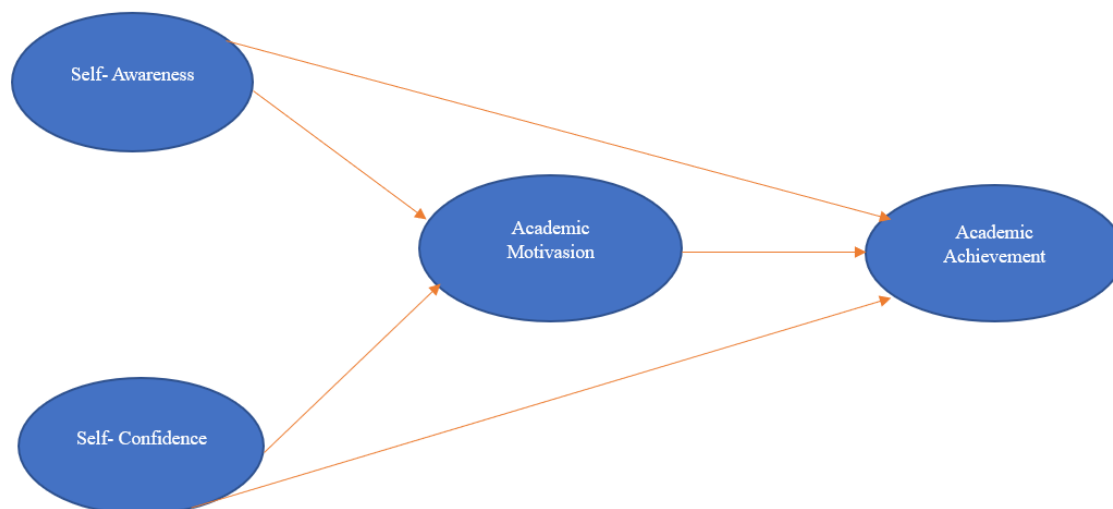 Self- Awareness
Academic
Motivasion
Academic
Achievement
Self- Confidence